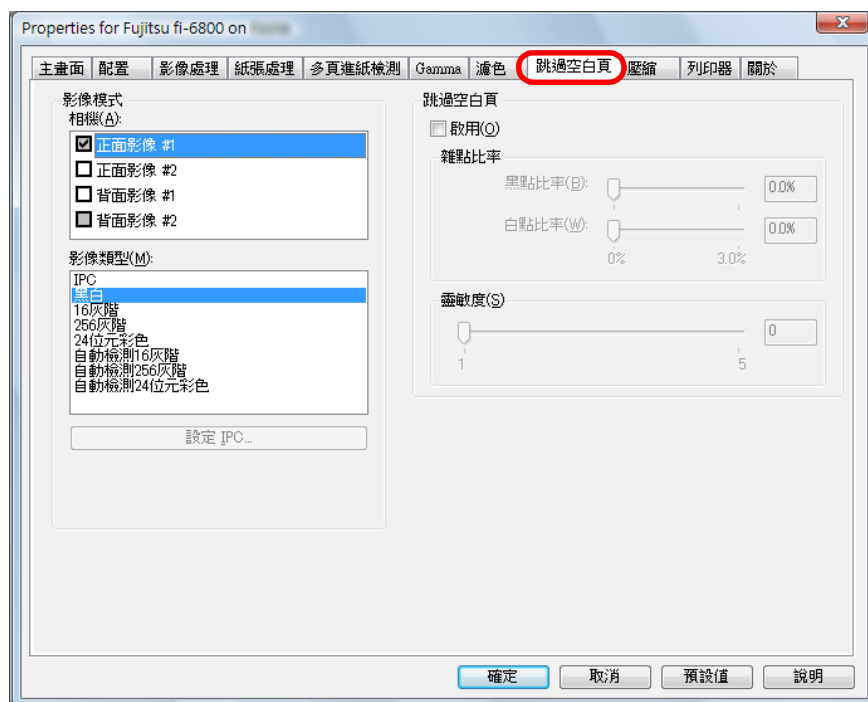 Properties for Fujitsu fi-6800 on
主畫面 配置 影像處理 紙張處理 多頁進紙檢測 Gamma 濾色 跳過空白頁 壓縮 列印器 關於
影像模式
相機(A):
正面影像 #1
正面影像 #2
背面影像 #1
背面影像 #2
影像類型(M):
IPC
黑白
16灰階
256灰階
24位元彩色
自動檢測16灰階
自動檢測256灰階
自動檢測24位元彩色
設定 IPC...
跳過空白頁
啟用(O)
雜點比率
黑點比率(B): 0.0%
白點比率(W): 0.0%
0% 3.0%
靈敏度(S)
0
1 5
確定 取消 預設值 說明